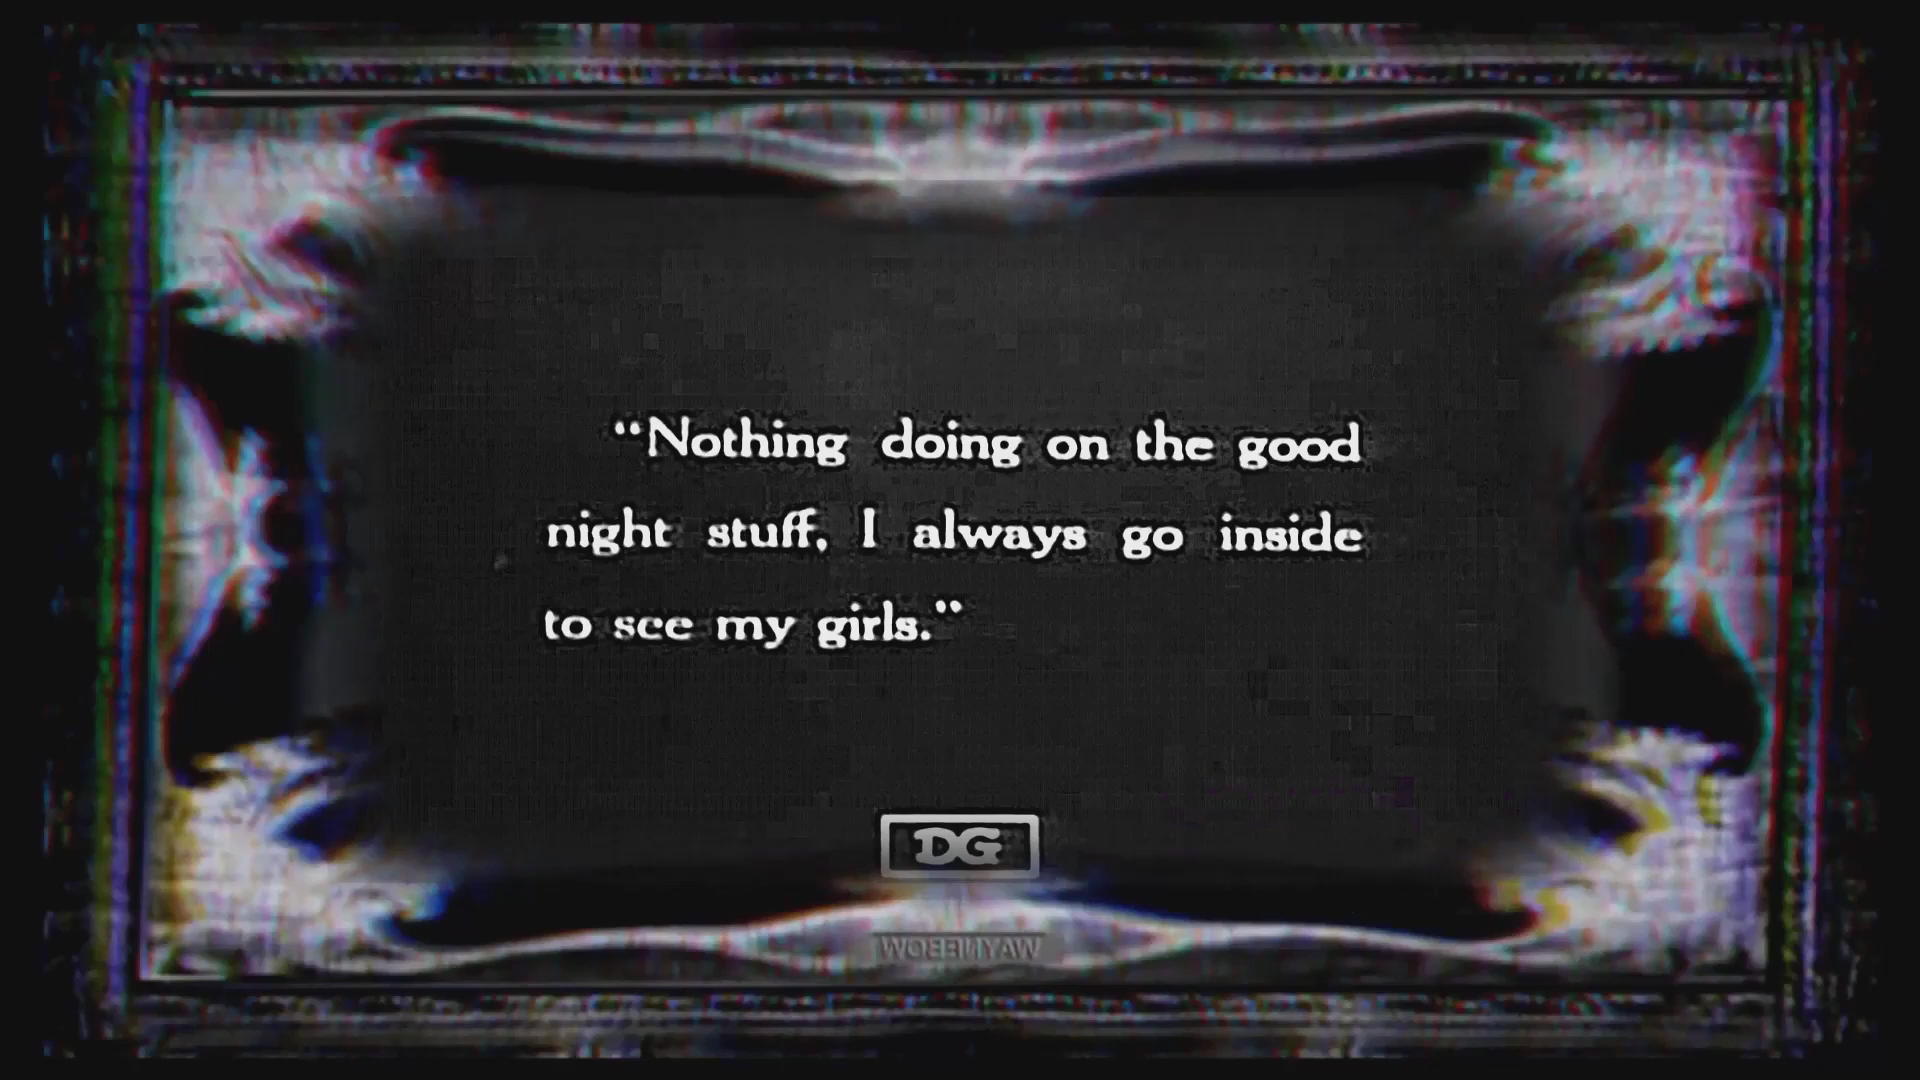 “Nothing doing on the good
night stuff, I always go inside
to see my girls.”
DG